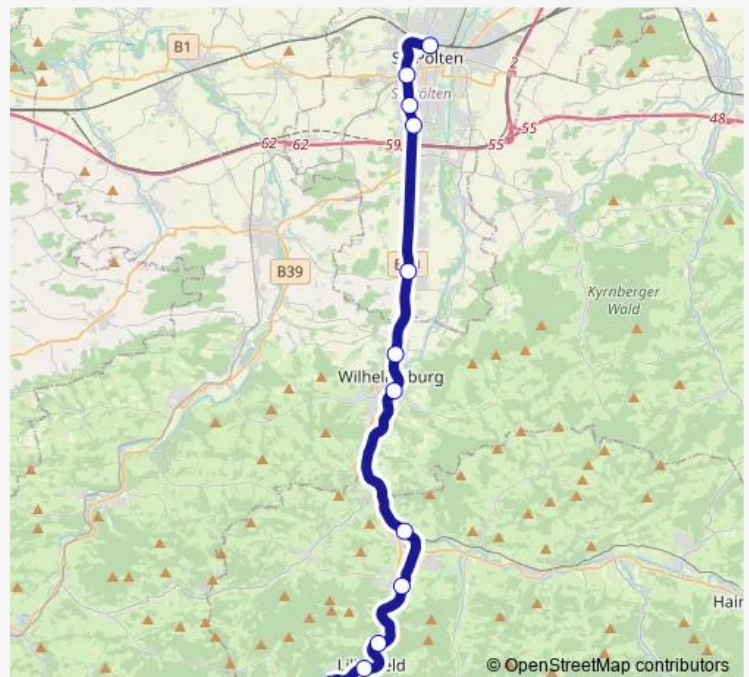 B1
St. Pölten
St. Pölten
2
48
62
62
59
55
55
B39
Kyrnberger
Wald
Wilhelmsburg
Hain
Lilienfeld
© OpenStreetMap contributors